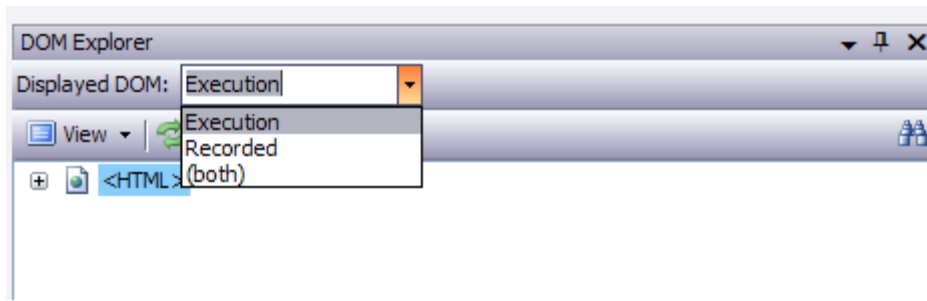 DOM Explorer
Displayed DOM: Execution
Execution
View
Recorded
(both)
<HTML>